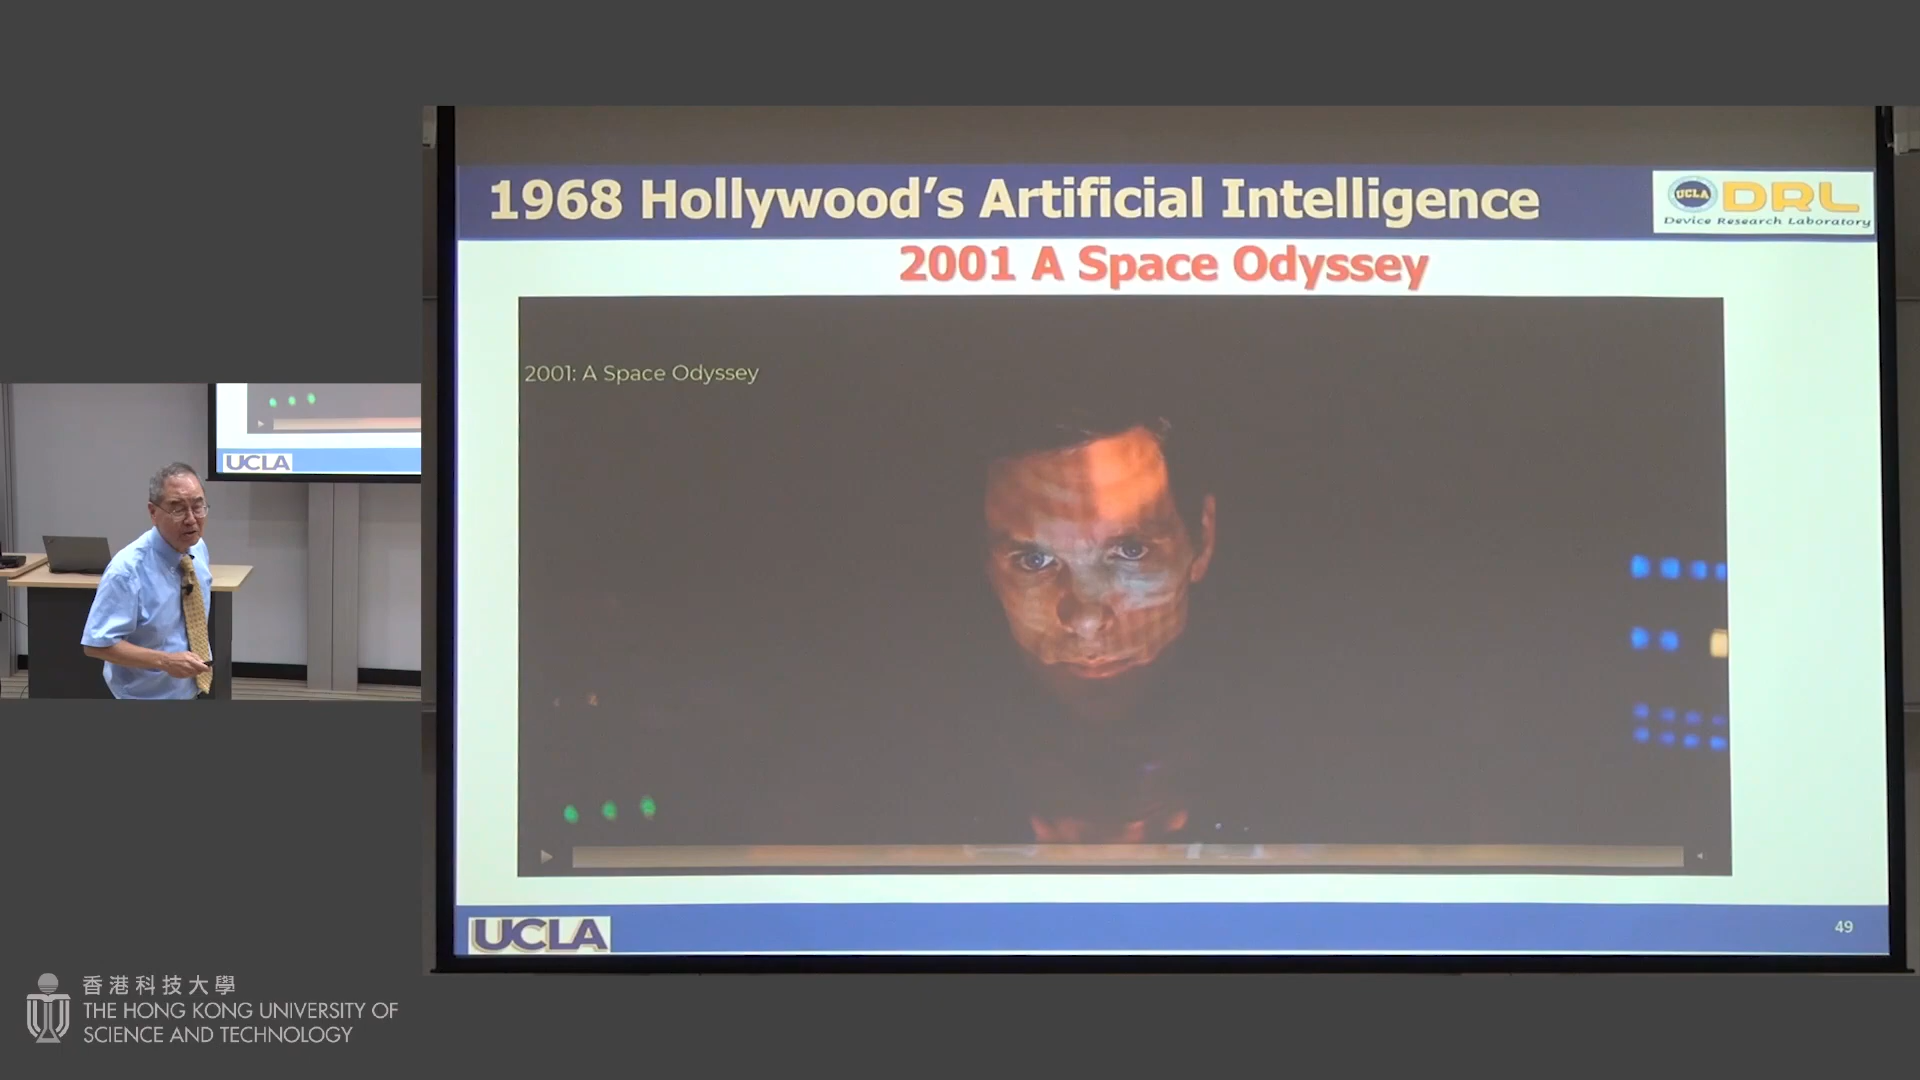 1968 Hollywood’s Artificial Intelligence
UCLA DRL
Device Research Laboratory
2001 A Space Odyssey
2001: A Space Odyssey
UCLA
UCLA
49
香港科技大學
THE HONG KONG UNIVERSITY OF
SCIENCE AND TECHNOLOGY